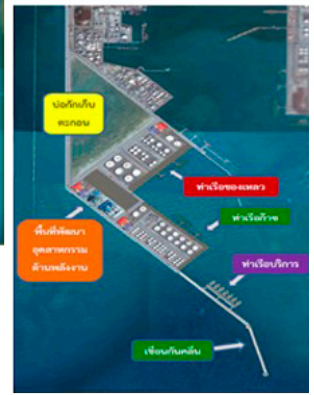 บ่อกักเก็บ
ตะกอน
ท่าเรือของเหลว
ท่าเรือก๊าซ
พื้นที่พัฒนา
อุตสาหกรรม
ด้านพลังงาน
ท่าเรือบริการ
เขื่อนกันคลื่น